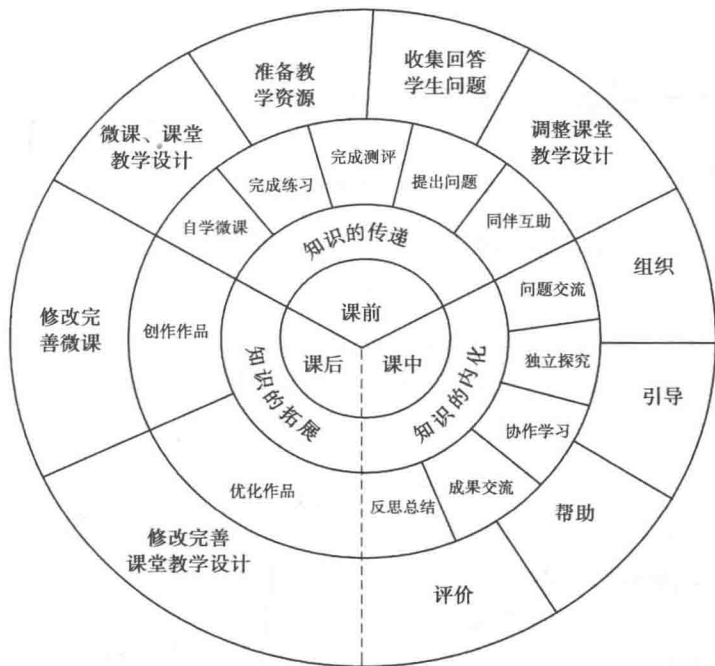 准备教
学资源
收集回答
学生问题
微课、课堂
教学设计
调整课堂
教学设计
完成测评
完成练习
提出问题
自学微课
同伴互助
知识的传递
组织
问题交流
修改完
善微课
创作作品
课前
课后
课中
独立探究
知识的拓展
知识的内化
引导
协作学习
优化作品
成果交流
反思总结
帮助
修改完善
课堂教学设计
评价